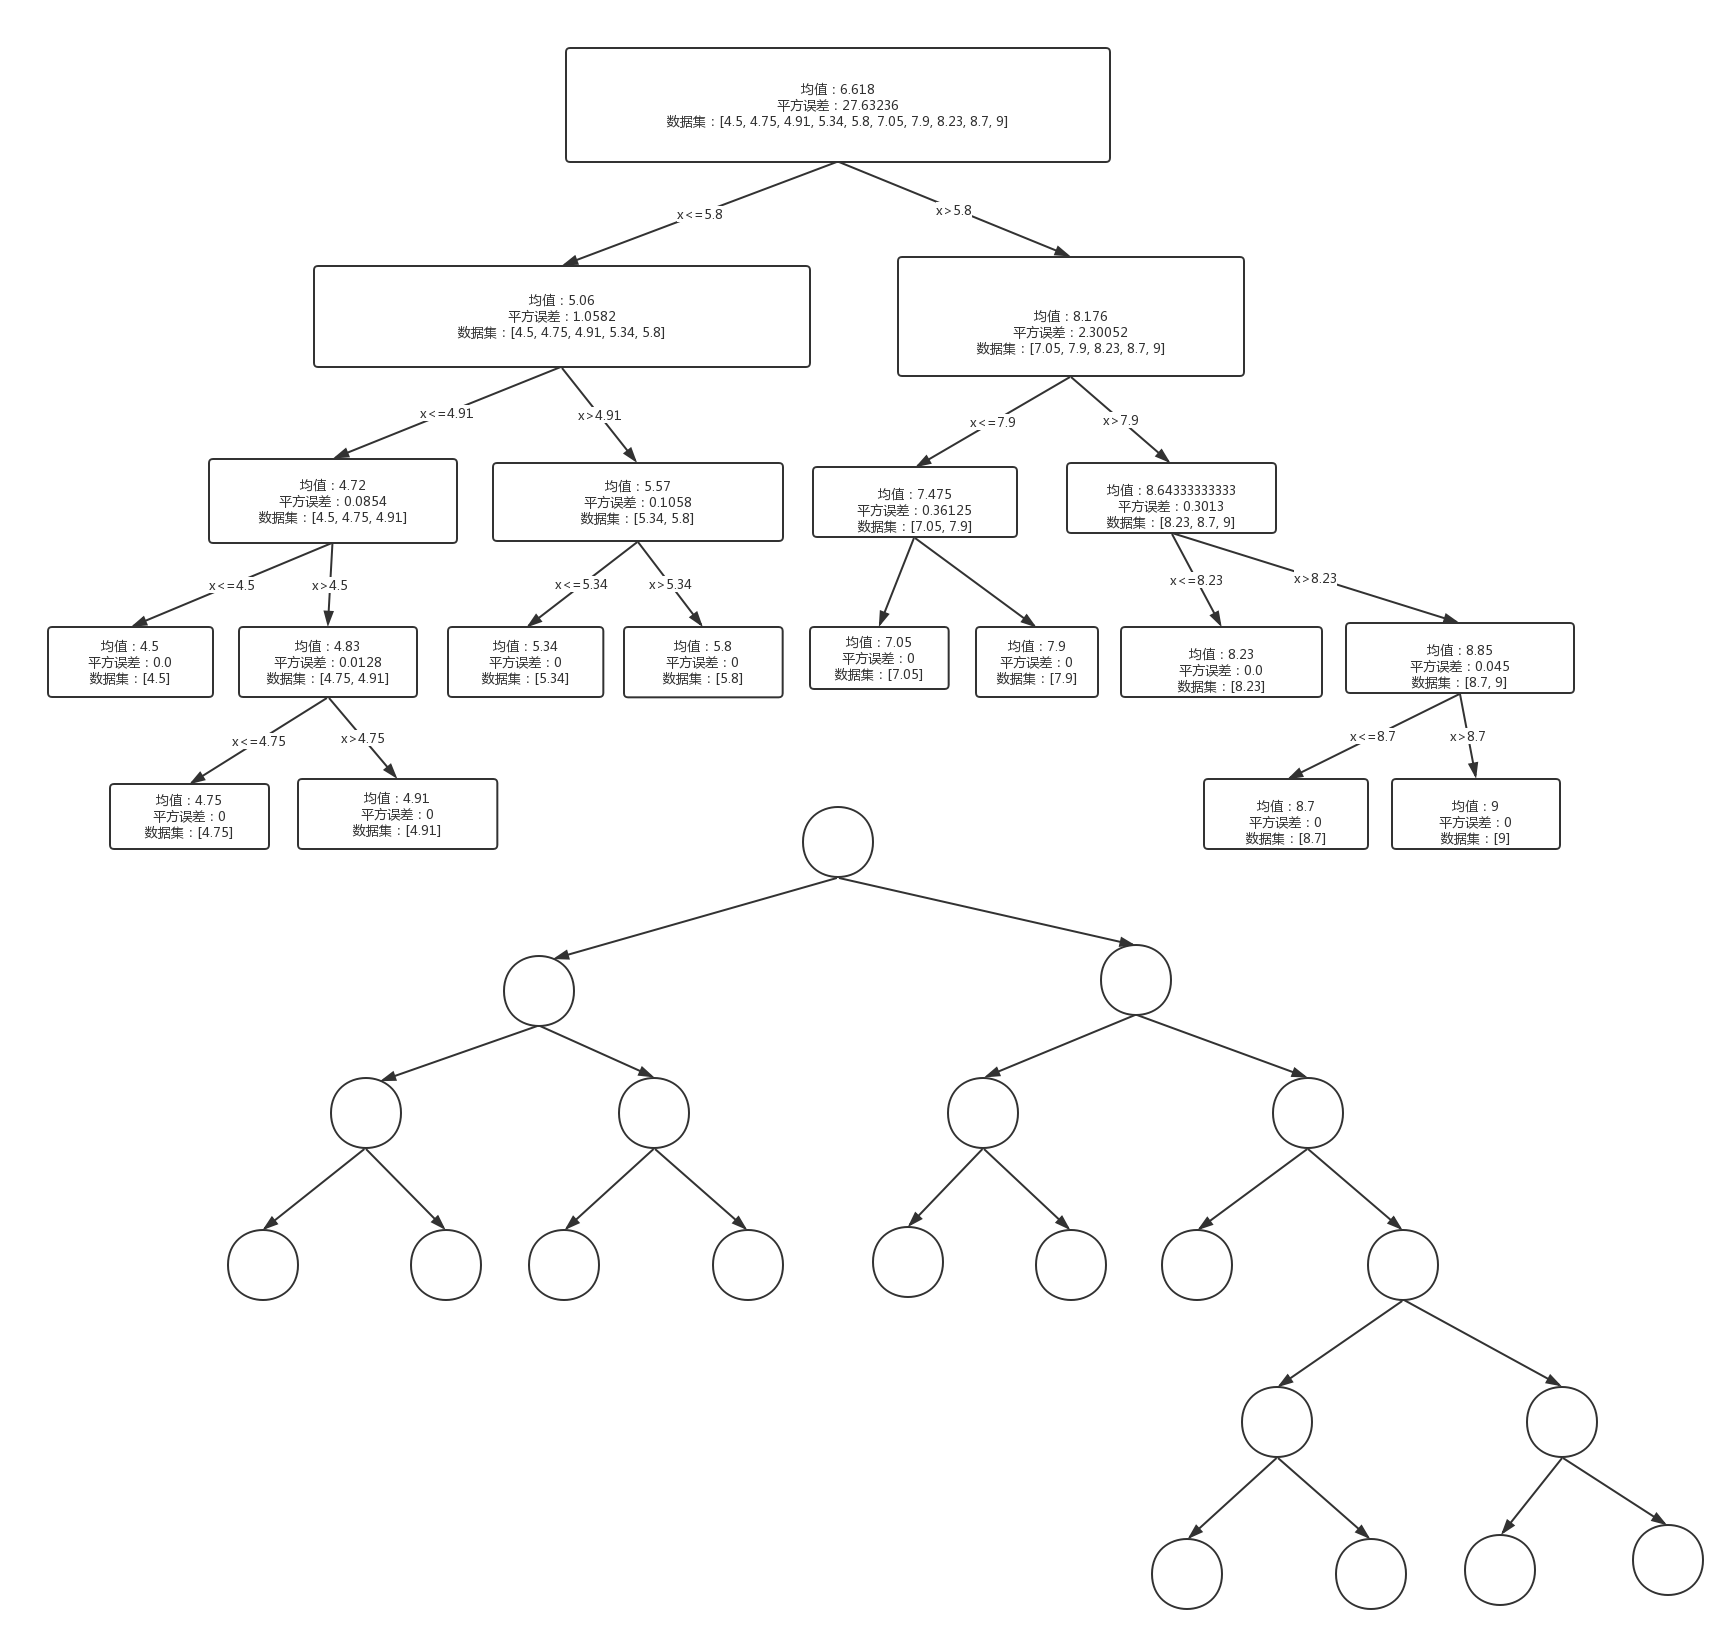 均值：6.618
平方误差：27.63236
数据集：[4.5, 4.75, 4.91, 5.34, 5.8, 7.05, 7.9, 8.23, 8.7, 9]
x<=5.8
x>5.8
均值：5.06
平方误差：1.0582
数据集：[4.5, 4.75, 4.91, 5.34, 5.8]
均值：8.176
平方误差：2.30052
数据集：[7.05, 7.9, 8.23, 8.7, 9]
x<=4.91
x>4.91
x<=7.9
x>7.9
均值：4.72
平方误差：0.0854
数据集：[4.5, 4.75, 4.91]
均值：5.57
平方误差：0.1058
数据集：[5.34, 5.8]
均值：7.475
平方误差：0.36125
数据集：[7.05, 7.9]
均值：8.64333333333
平方误差：0.3013
数据集：[8.23, 8.7, 9]
x<=4.5
x>4.5
x<=5.34
x>5.34
x<=8.23
x>8.23
均值：4.5
平方误差：0.0
数据集：[4.5]
均值：4.83
平方误差：0.0128
数据集：[4.75, 4.91]
均值：5.34
平方误差：0
数据集：[5.34]
均值：5.8
平方误差：0
数据集：[5.8]
均值：7.05
平方误差：0
数据集：[7.05]
均值：7.9
平方误差：0
数据集：[7.9]
均值：8.23
平方误差：0.0
数据集：[8.23]
均值：8.85
平方误差：0.045
数据集：[8.7, 9]
x<=4.75
x>4.75
x<=8.7
x>8.7
均值：4.75
平方误差：0
数据集：[4.75]
均值：4.91
平方误差：0
数据集：[4.91]
均值：8.7
平方误差：0
数据集：[8.7]
均值：9
平方误差：0
数据集：[9]